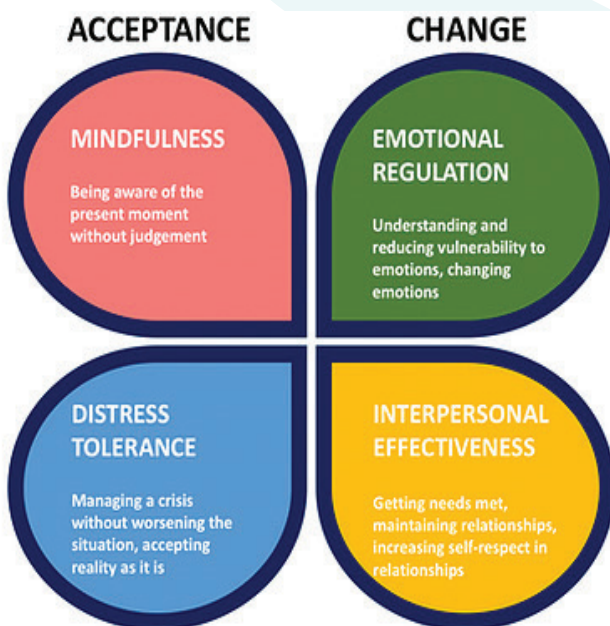 ACCEPTANCE
CHANGE
MINDFULNESS
Being aware of the
present moment
without judgement
EMOTIONAL
REGULATION
Understanding and
reducing vulnerability to
emotions, changing
emotions
DISTRESS
TOLERANCE
Managing a crisis
without worsening the
situation, accepting
reality as it is
INTERPERSONAL
EFFECTIVENESS
Getting needs met,
maintaining relationships,
increasing self-respect in
relationships